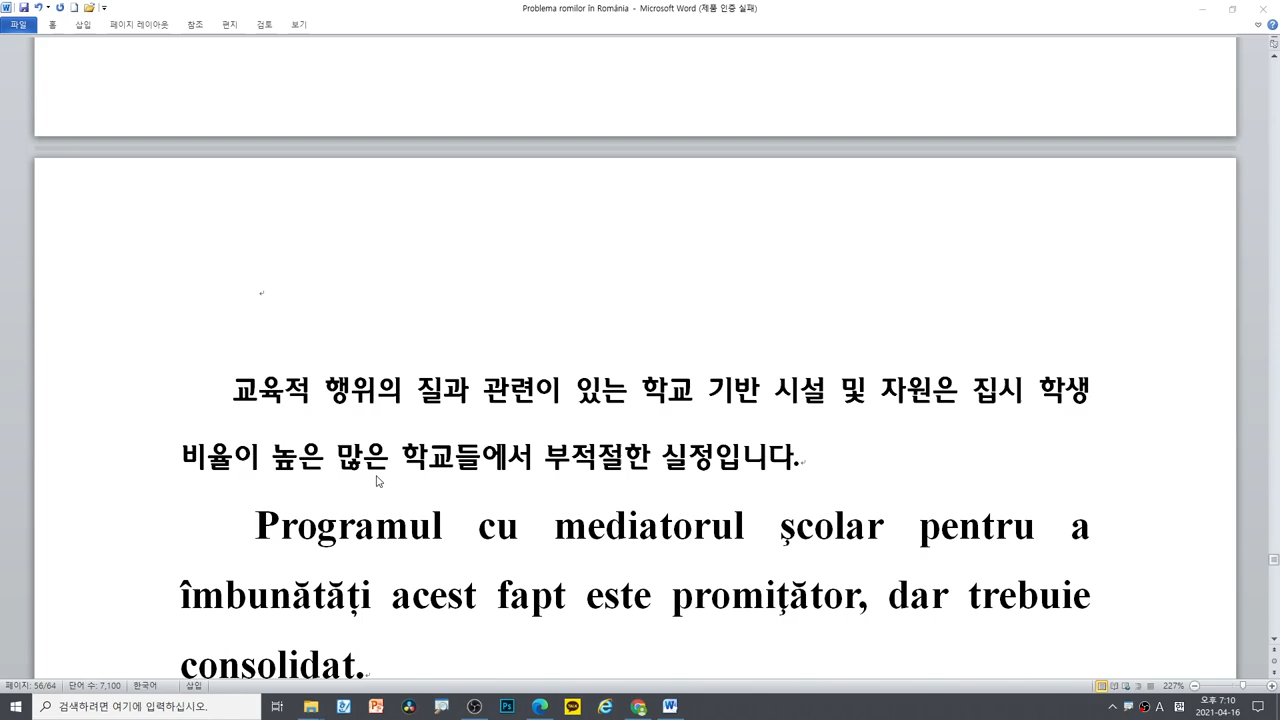 Problema romilor în România - Microsoft Word (제품 인증 실패)
파일 홈 삽입 페이지 레이아웃 참조 편지 검토 보기
교육적 행위의 질과 관련이 있는 학교 기반 시설 및 자원은 집시 학생
비율이 높은 많은 학교들에서 부적절한 실정입니다.
Programul cu mediatorul școlar pentru a
îmbunătăți acest fapt este promițător, dar trebuie
consolidat.
페이지: 56/64 단어 수: 7,100 한국어 삽입 227%
검색하려면 여기에 입력하십시오. A 오후 7:10
2021-04-16